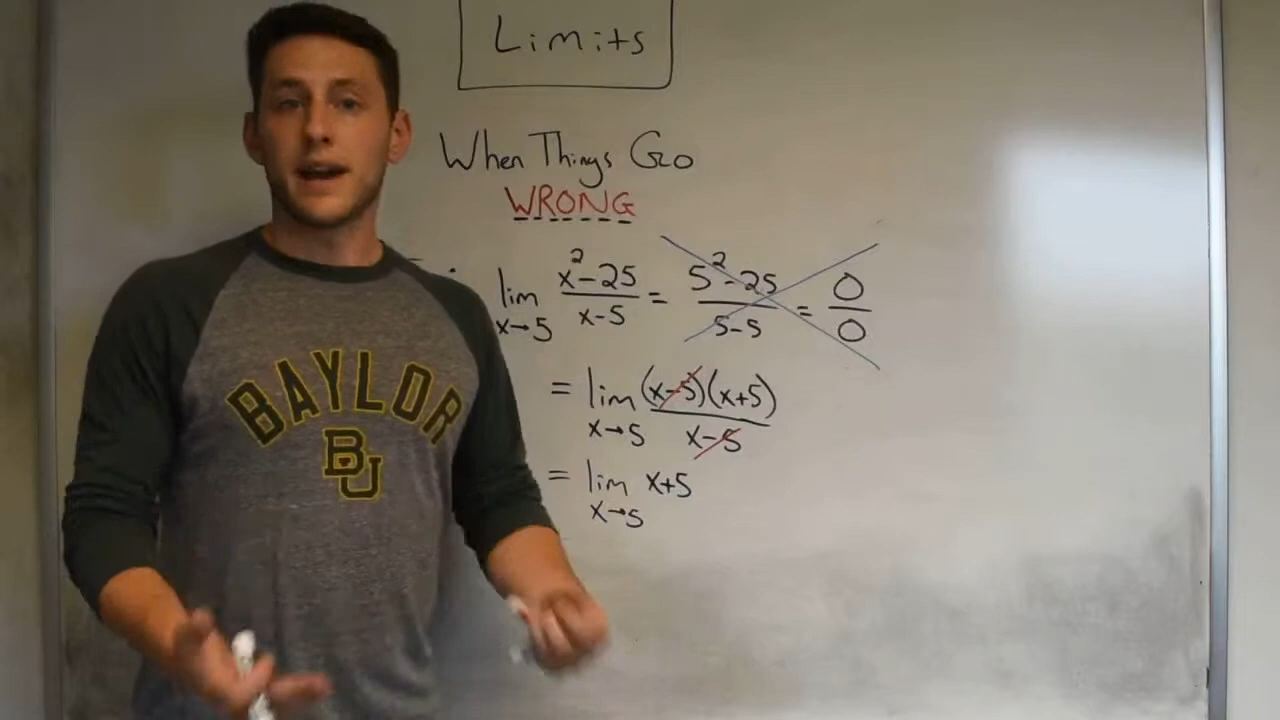 Limits
When Things Go
WRONG
lim x→5 x²-25 / x-5 = 5²-25 / 5-5 = 0/0
= lim x→5 (x-5)(x+5) / x-5
= lim x→5 x+5
BAYLOR
BU